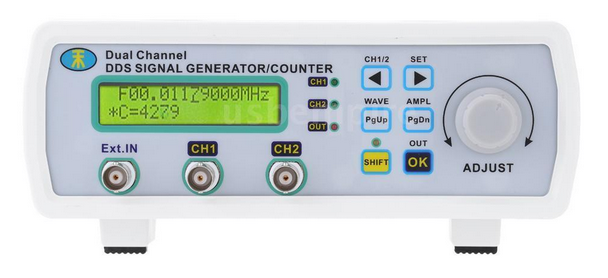 Dual Channel
DDS SIGNAL GENERATOR/COUNTER
F00.01179000MHz
*C=4279
CH1
CH2
OUT
Ext.IN
CH1
CH2
CH1/2
SET
WAVE
AMPL
PgUp
PgDn
OUT
SHIFT
OK
ADJUST